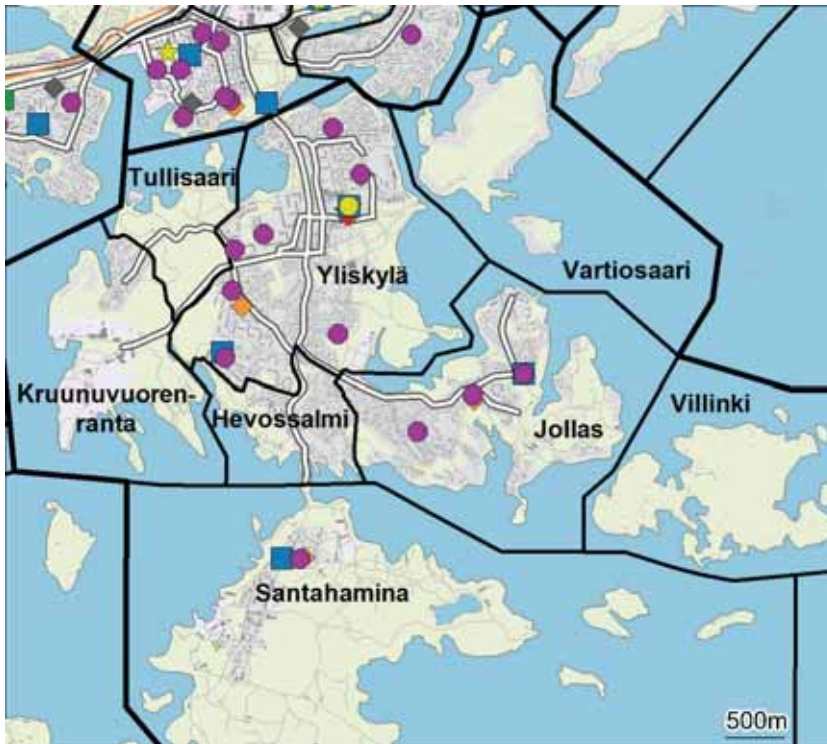 Tullisaari
Yliskylä
Vartiosaari
Kruunuvuoren-
ranta
Hevossalmi
Jollas
Villinki
Santahamina
500m